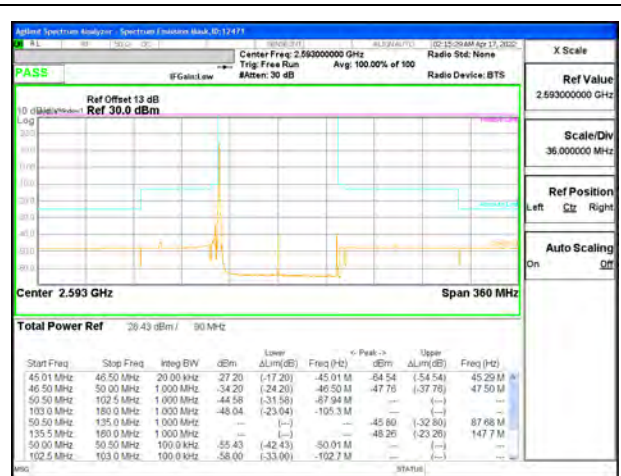 Agilent Spectrum Analyzer - Spectrum Emission Mask, ID:12473
RL RF 50 Ω DC SENSE:INT ALIGN AUTO 02:15:29 AM Apr 17, 2022
Center Freq: 2.593000000 GHz Radio Std: None
Trig: Free Run Avg: 100.00% of 100
PASS IFGain:Low #Atten: 30 dB Radio Device: BTS
X Scale
Ref Value
2.593000000 GHz
Scale/Div
36.000000 MHz
Ref Position
Left Ctr Right
Auto Scaling
On Off
Ref Offset 13 dB
Ref 30.0 dBm
Log
Center 2.593 GHz Span 360 MHz
Total Power Ref 28.43 dBm / 90 MHz
Lower <- Peak -> Upper
Start Freq Stop Freq Integ BW dBm ΔLim(dB) Freq (Hz) dBm ΔLim(dB) Freq (Hz)
45.01 MHz 46.50 MHz 20.00 kHz -27.20 (-17.20) -45.01 M -64.54 (-54.54) 45.29 M
46.50 MHz 50.00 MHz 1.000 MHz -34.20 (-24.20) -46.50 M -47.76 (-37.76) 47.50 M
50.50 MHz 102.5 MHz 1.000 MHz -44.58 (-31.58) -87.94 M --- (---) ---
103.0 MHz 180.0 MHz 1.000 MHz -48.04 (-23.04) -105.3 M --- (---) ---
50.50 MHz 135.0 MHz 1.000 MHz --- (---) --- -45.80 (-32.80) 87.68 M
135.5 MHz 180.0 MHz 1.000 MHz --- (---) --- -48.26 (-23.26) 147.7 M
50.00 MHz 50.50 MHz 100.0 kHz -55.43 (-42.43) -50.01 M --- (---) ---
102.5 MHz 103.0 MHz 100.0 kHz -58.00 (-33.00) -102.7 M --- (---) ---
MSG STATUS